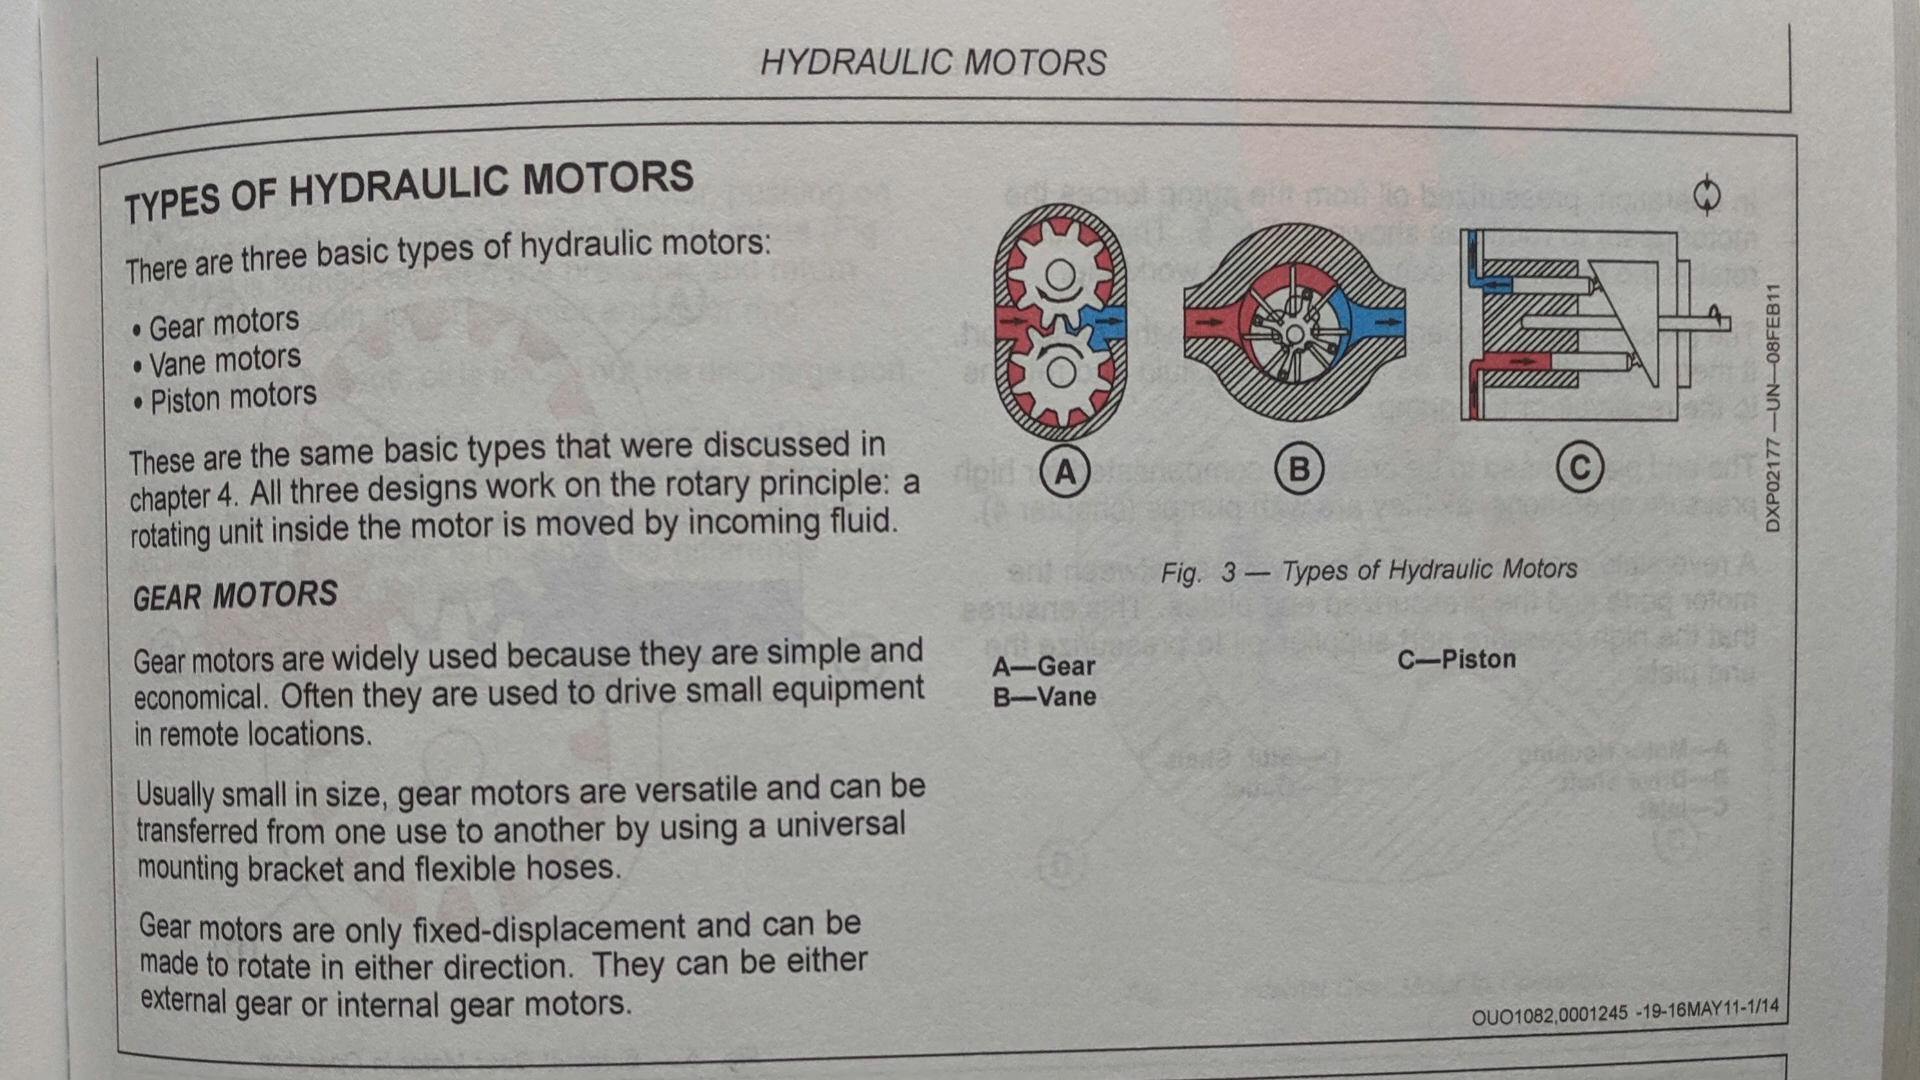 HYDRAULIC MOTORS
TYPES OF HYDRAULIC MOTORS
There are three basic types of hydraulic motors:
• Gear motors
• Vane motors
• Piston motors
These are the same basic types that were discussed in
chapter 4. All three designs work on the rotary principle: a
rotating unit inside the motor is moved by incoming fluid.
GEAR MOTORS
Gear motors are widely used because they are simple and
economical. Often they are used to drive small equipment
in remote locations.
Usually small in size, gear motors are versatile and can be
transferred from one use to another by using a universal
mounting bracket and flexible hoses.
Gear motors are only fixed-displacement and can be
made to rotate in either direction. They can be either
external gear or internal gear motors.
A
B
C
DXP02177 —UN—08FEB11
Fig. 3 — Types of Hydraulic Motors
A—Gear
B—Vane
C—Piston
OUO1082,0001245 -19-16MAY11-1/14